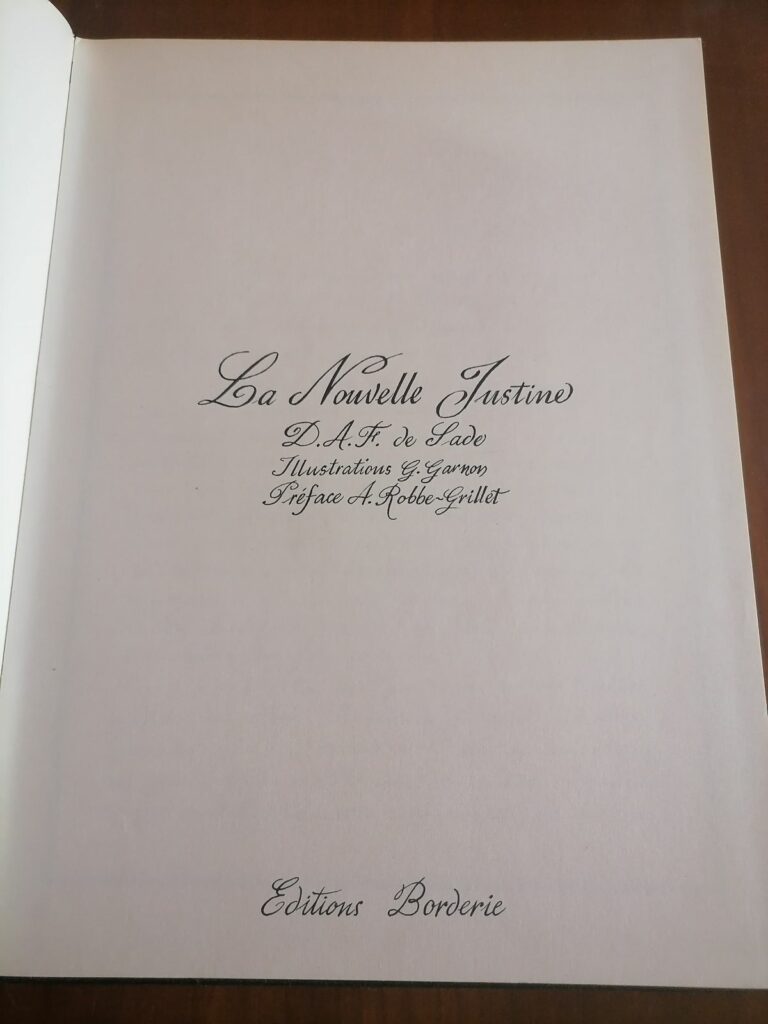 La Nouvelle Justine
D.A.F. de Sade
Illustrations G. Garnon
Préface A. Robbe-Grillet
Editions Borderie